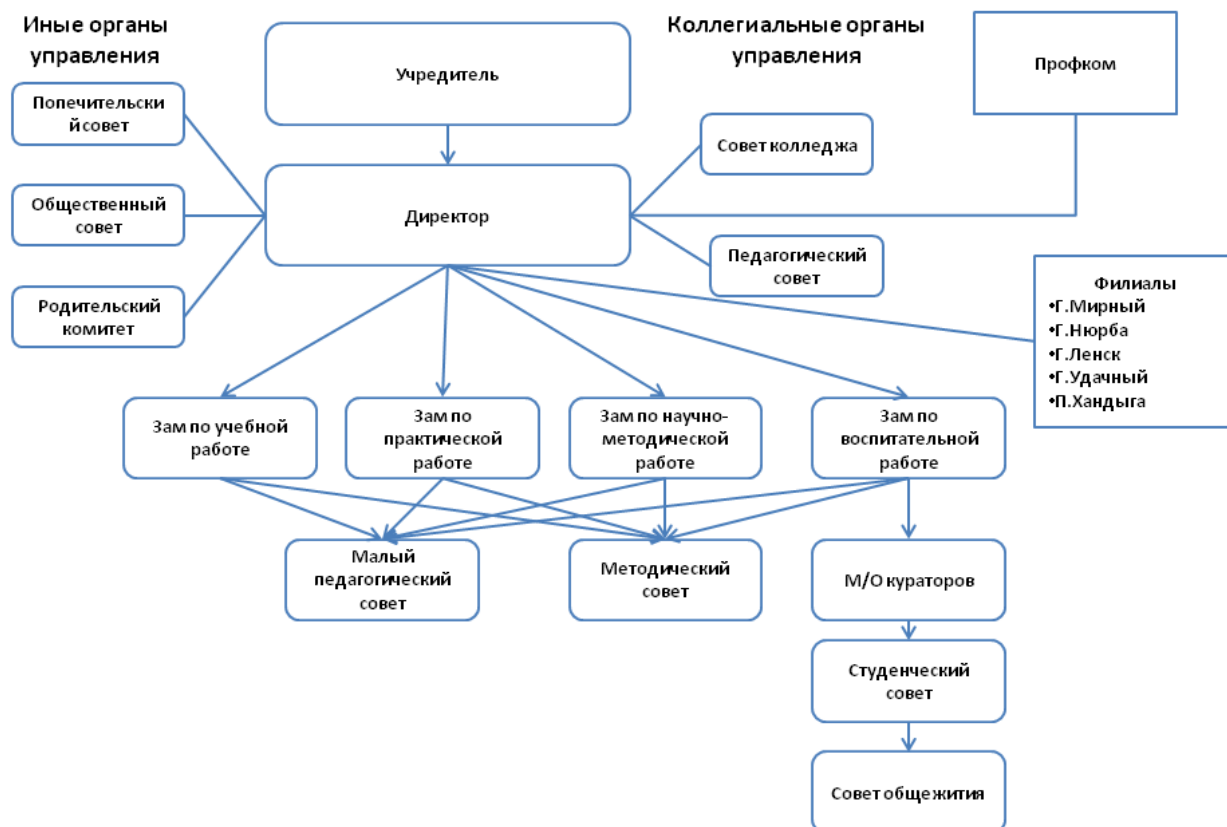 Иные органы
управления
Коллегиальные органы
управления
Учредитель
Профком
Попечительски
й совет
Совет колледжа
Общественный
совет
Директор
Педагогический
совет
Родительский
комитет
Филиалы
•Г.Мирный
•Г.Нюрба
•Г.Ленск
•Г.Удачный
•П.Хандыга
Зам по учебной
работе
Зам по
практической
работе
Зам по научно-
методической
работе
Зам по
воспитательной
работе
Малый
педагогический
совет
Методический
совет
М/О кураторов
Студенческий
совет
Совет общежития